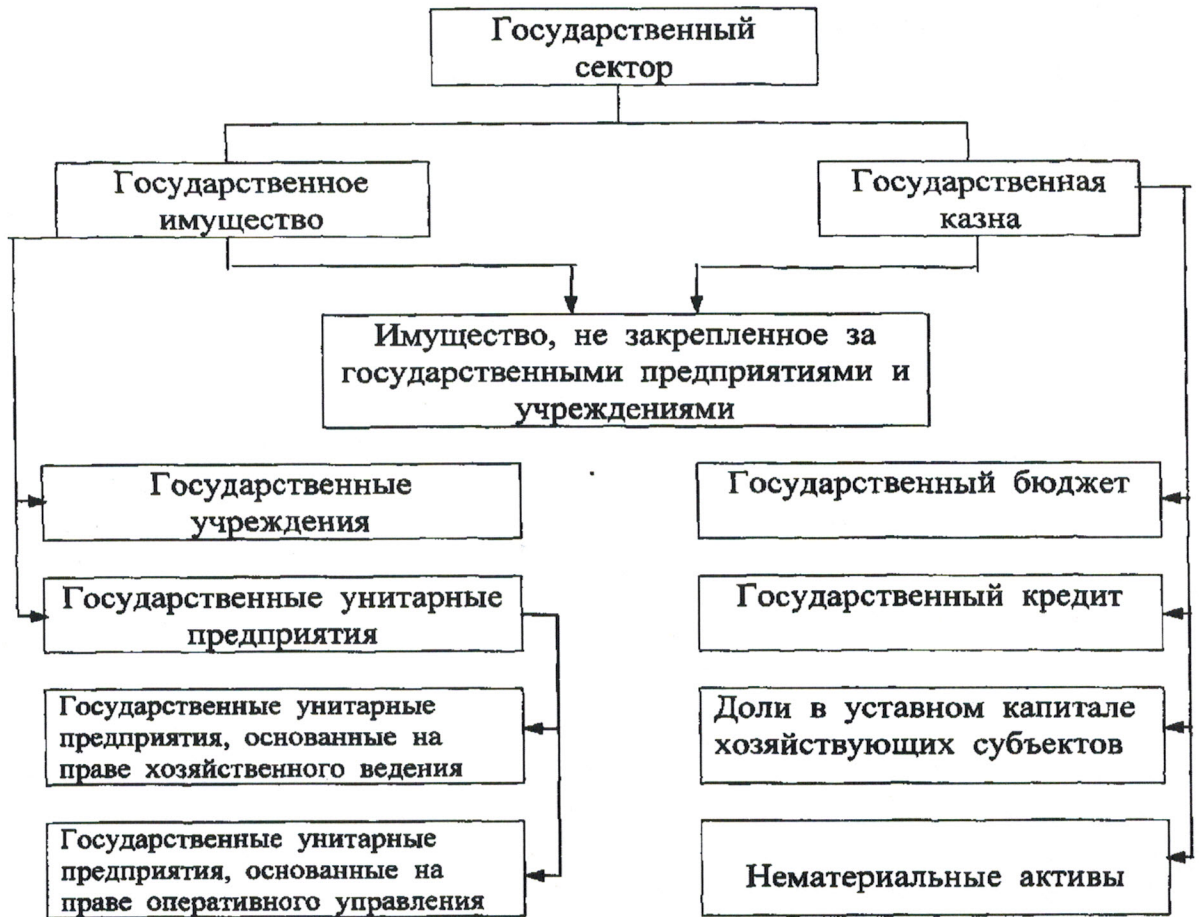 Государственный
сектор
Государственное
имущество
Государственная
казна
Имущество, не закрепленное за
государственными предприятиями и
учреждениями
Государственные
учреждения
Государственный бюджет
Государственные унитарные
предприятия
Государственный кредит
Государственные унитарные
предприятия, основанные на
праве хозяйственного ведения
Доли в уставном капитале
хозяйствующих субъектов
Государственные унитарные
предприятия, основанные на
праве оперативного управления
Нематериальные активы